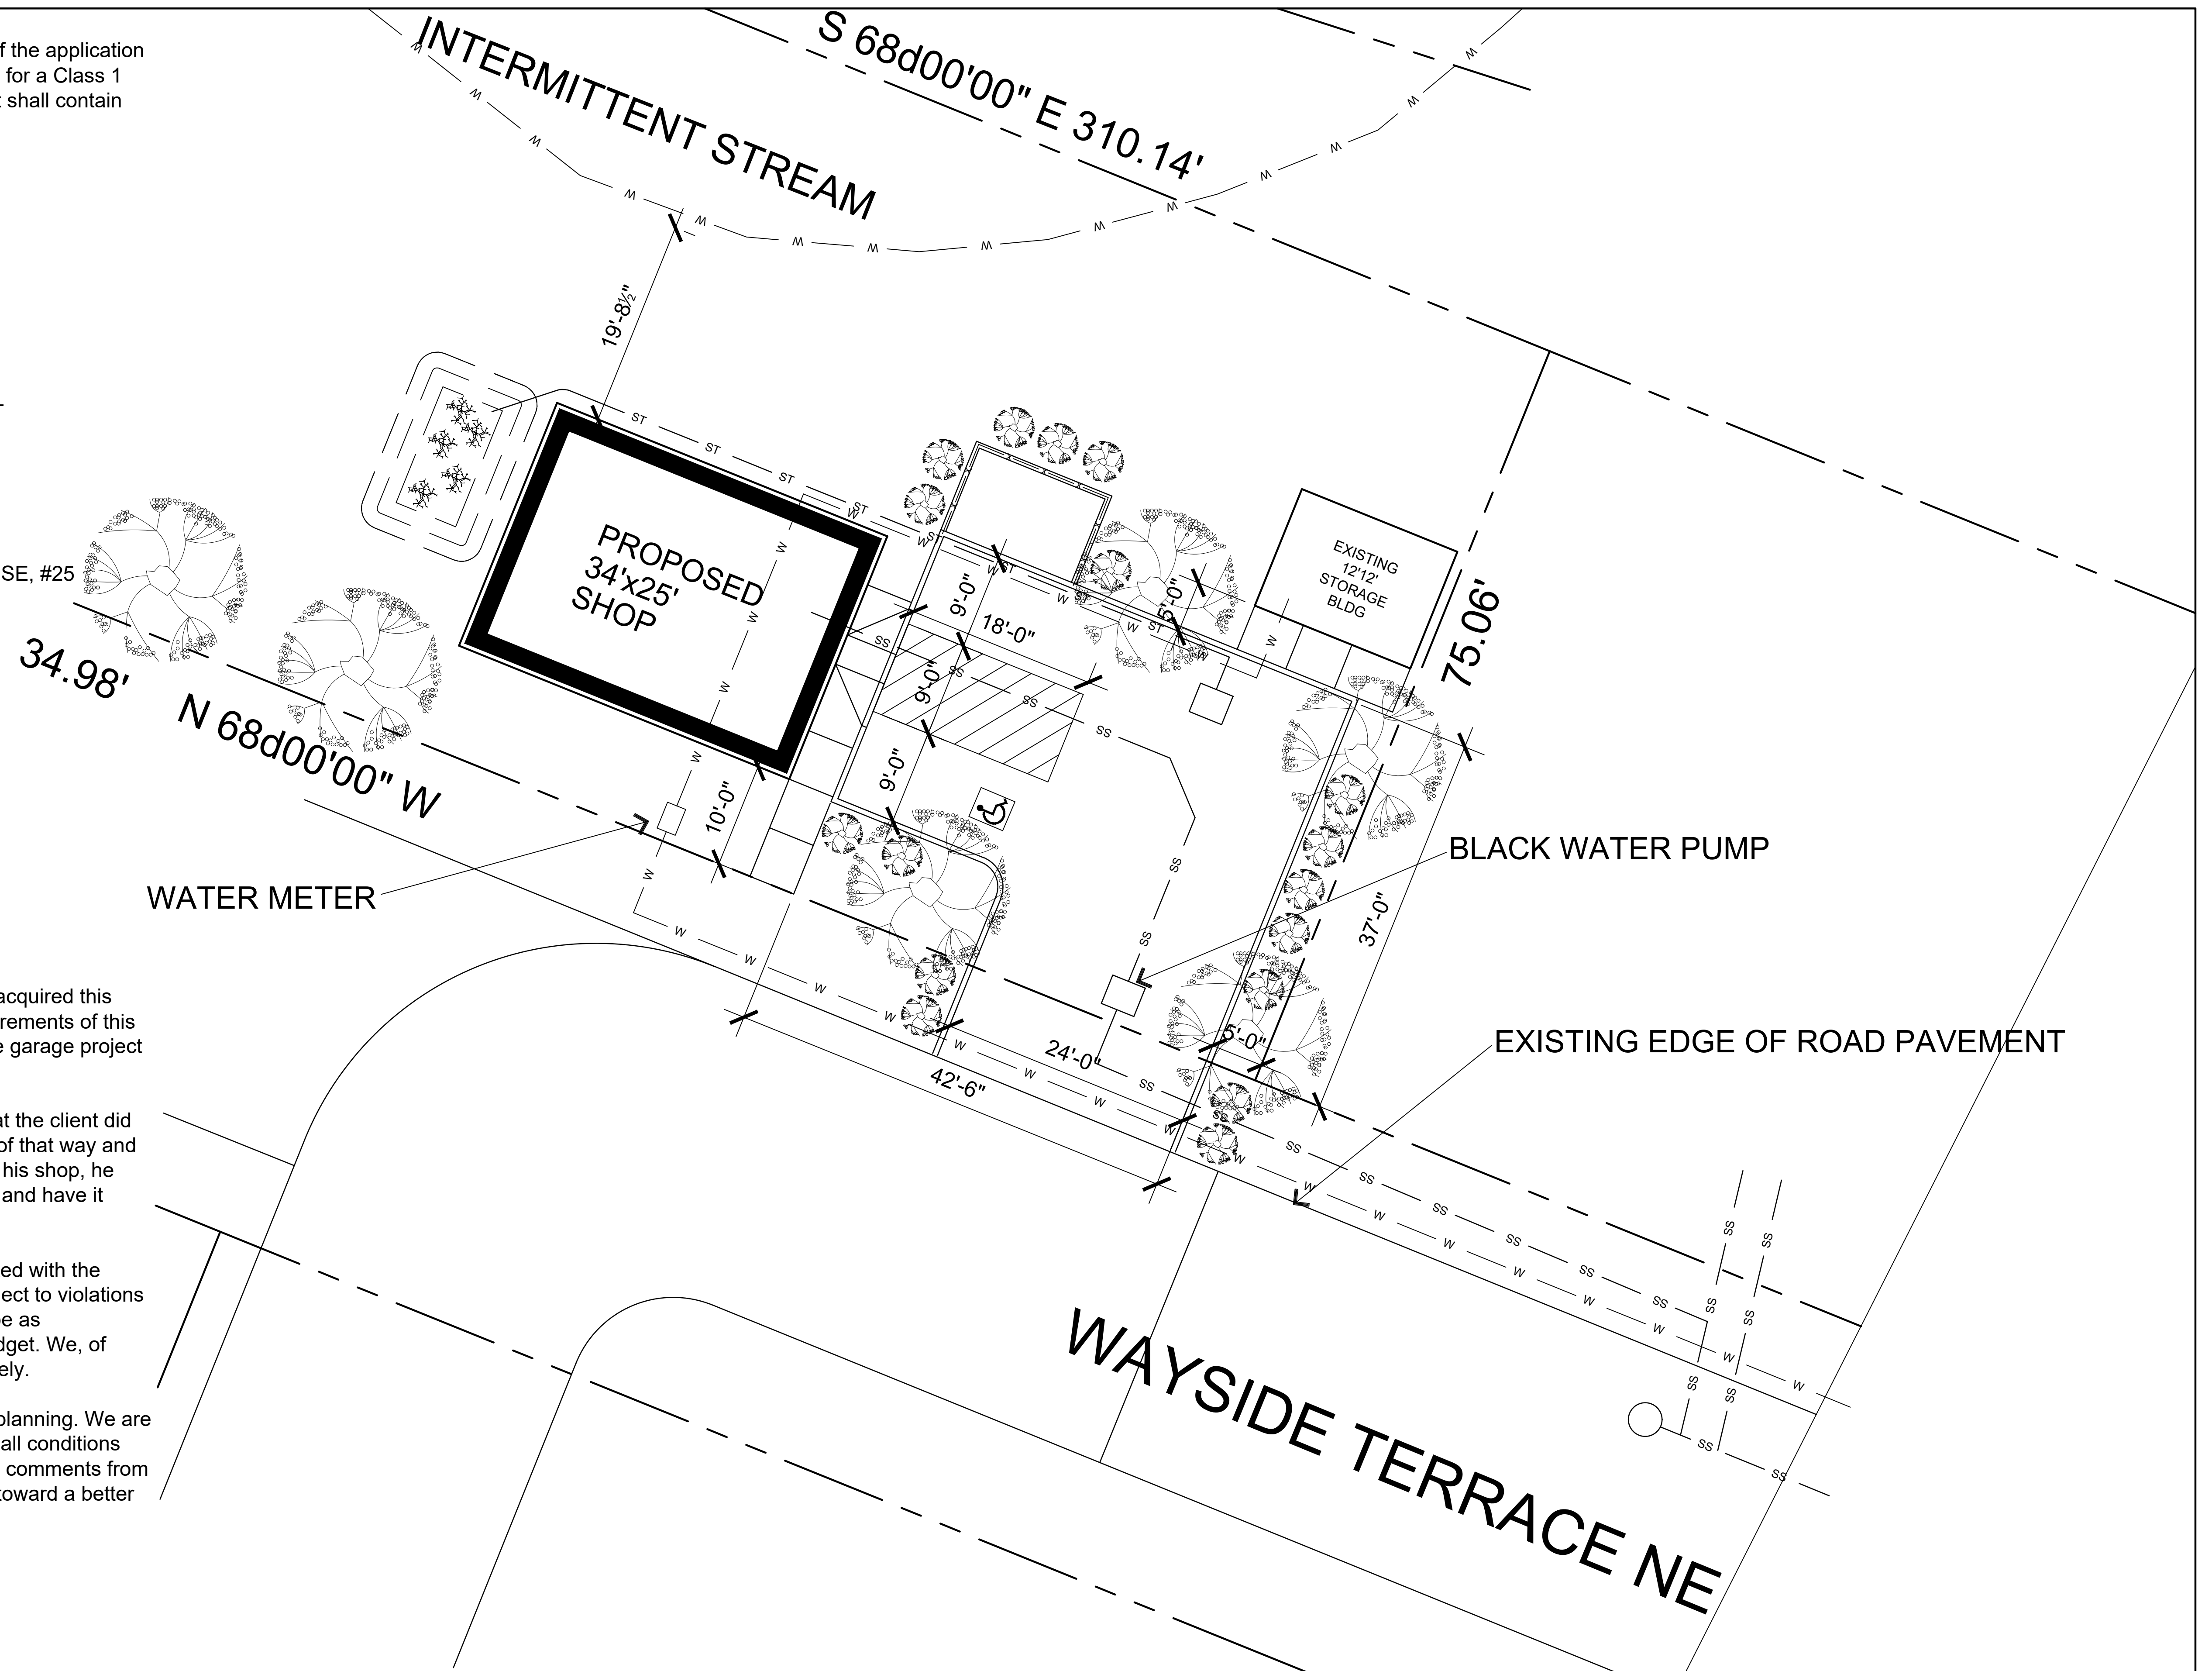 f the application
for a Class 1
t shall contain
INTERMITTENT STREAM
S 68d00'00" E 310.14'
19'-8½"
PROPOSED
34'x25'
SHOP
EXISTING
12'12'
STORAGE
BLDG
75.06'
SE, #25
34.98'
N 68d00'00" W
9'-0"
18'-0"
9'-0"
9'-0"
5'-0"
10'-0"
WATER METER
BLACK WATER PUMP
37'-0"
5'-0"
24'-0"
42'-6"
EXISTING EDGE OF ROAD PAVEMENT
WAYSIDE TERRACE NE
acquired this
rements of this
e garage project
at the client did
of that way and
his shop, he
and have it
ed with the
ject to violations
e as
dget. We, of
ely.
planning. We are
all conditions
comments from
toward a better
W
ST
SS